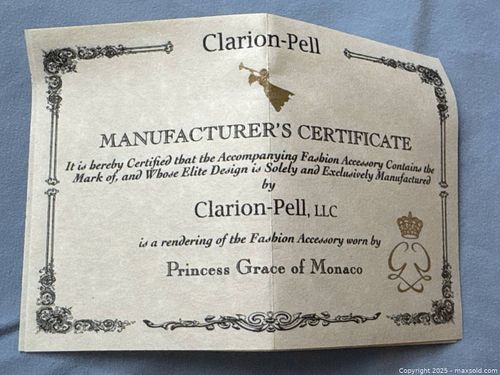 Clarion-Pell
MANUFACTURER'S CERTIFICATE
It is hereby Certified that the Accompanying Fashion Accessory Contains the
Mark of, and Whose Elite Design is Solely and Exclusively Manufactured
by
Clarion-Pell, LLC
is a rendering of the Fashion Accessory worn by
Princess Grace of Monaco
Copyright 2025 - maxsold.com